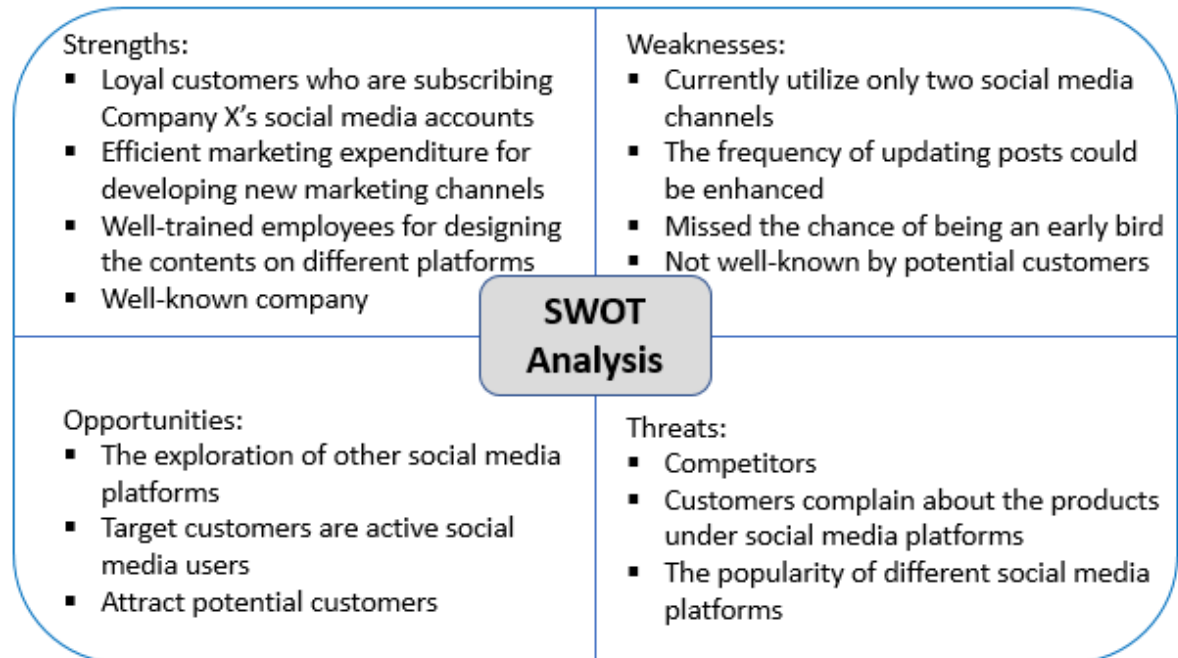 Strengths:
▪ Loyal customers who are subscribing
Company X’s social media accounts
▪ Efficient marketing expenditure for
developing new marketing channels
▪ Well-trained employees for designing
the contents on different platforms
▪ Well-known company
Weaknesses:
▪ Currently utilize only two social media
channels
▪ The frequency of updating posts could
be enhanced
▪ Missed the chance of being an early bird
▪ Not well-known by potential customers
SWOT
Analysis
Opportunities:
▪ The exploration of other social media
platforms
▪ Target customers are active social
media users
▪ Attract potential customers
Threats:
▪ Competitors
▪ Customers complain about the products
under social media platforms
▪ The popularity of different social media
platforms